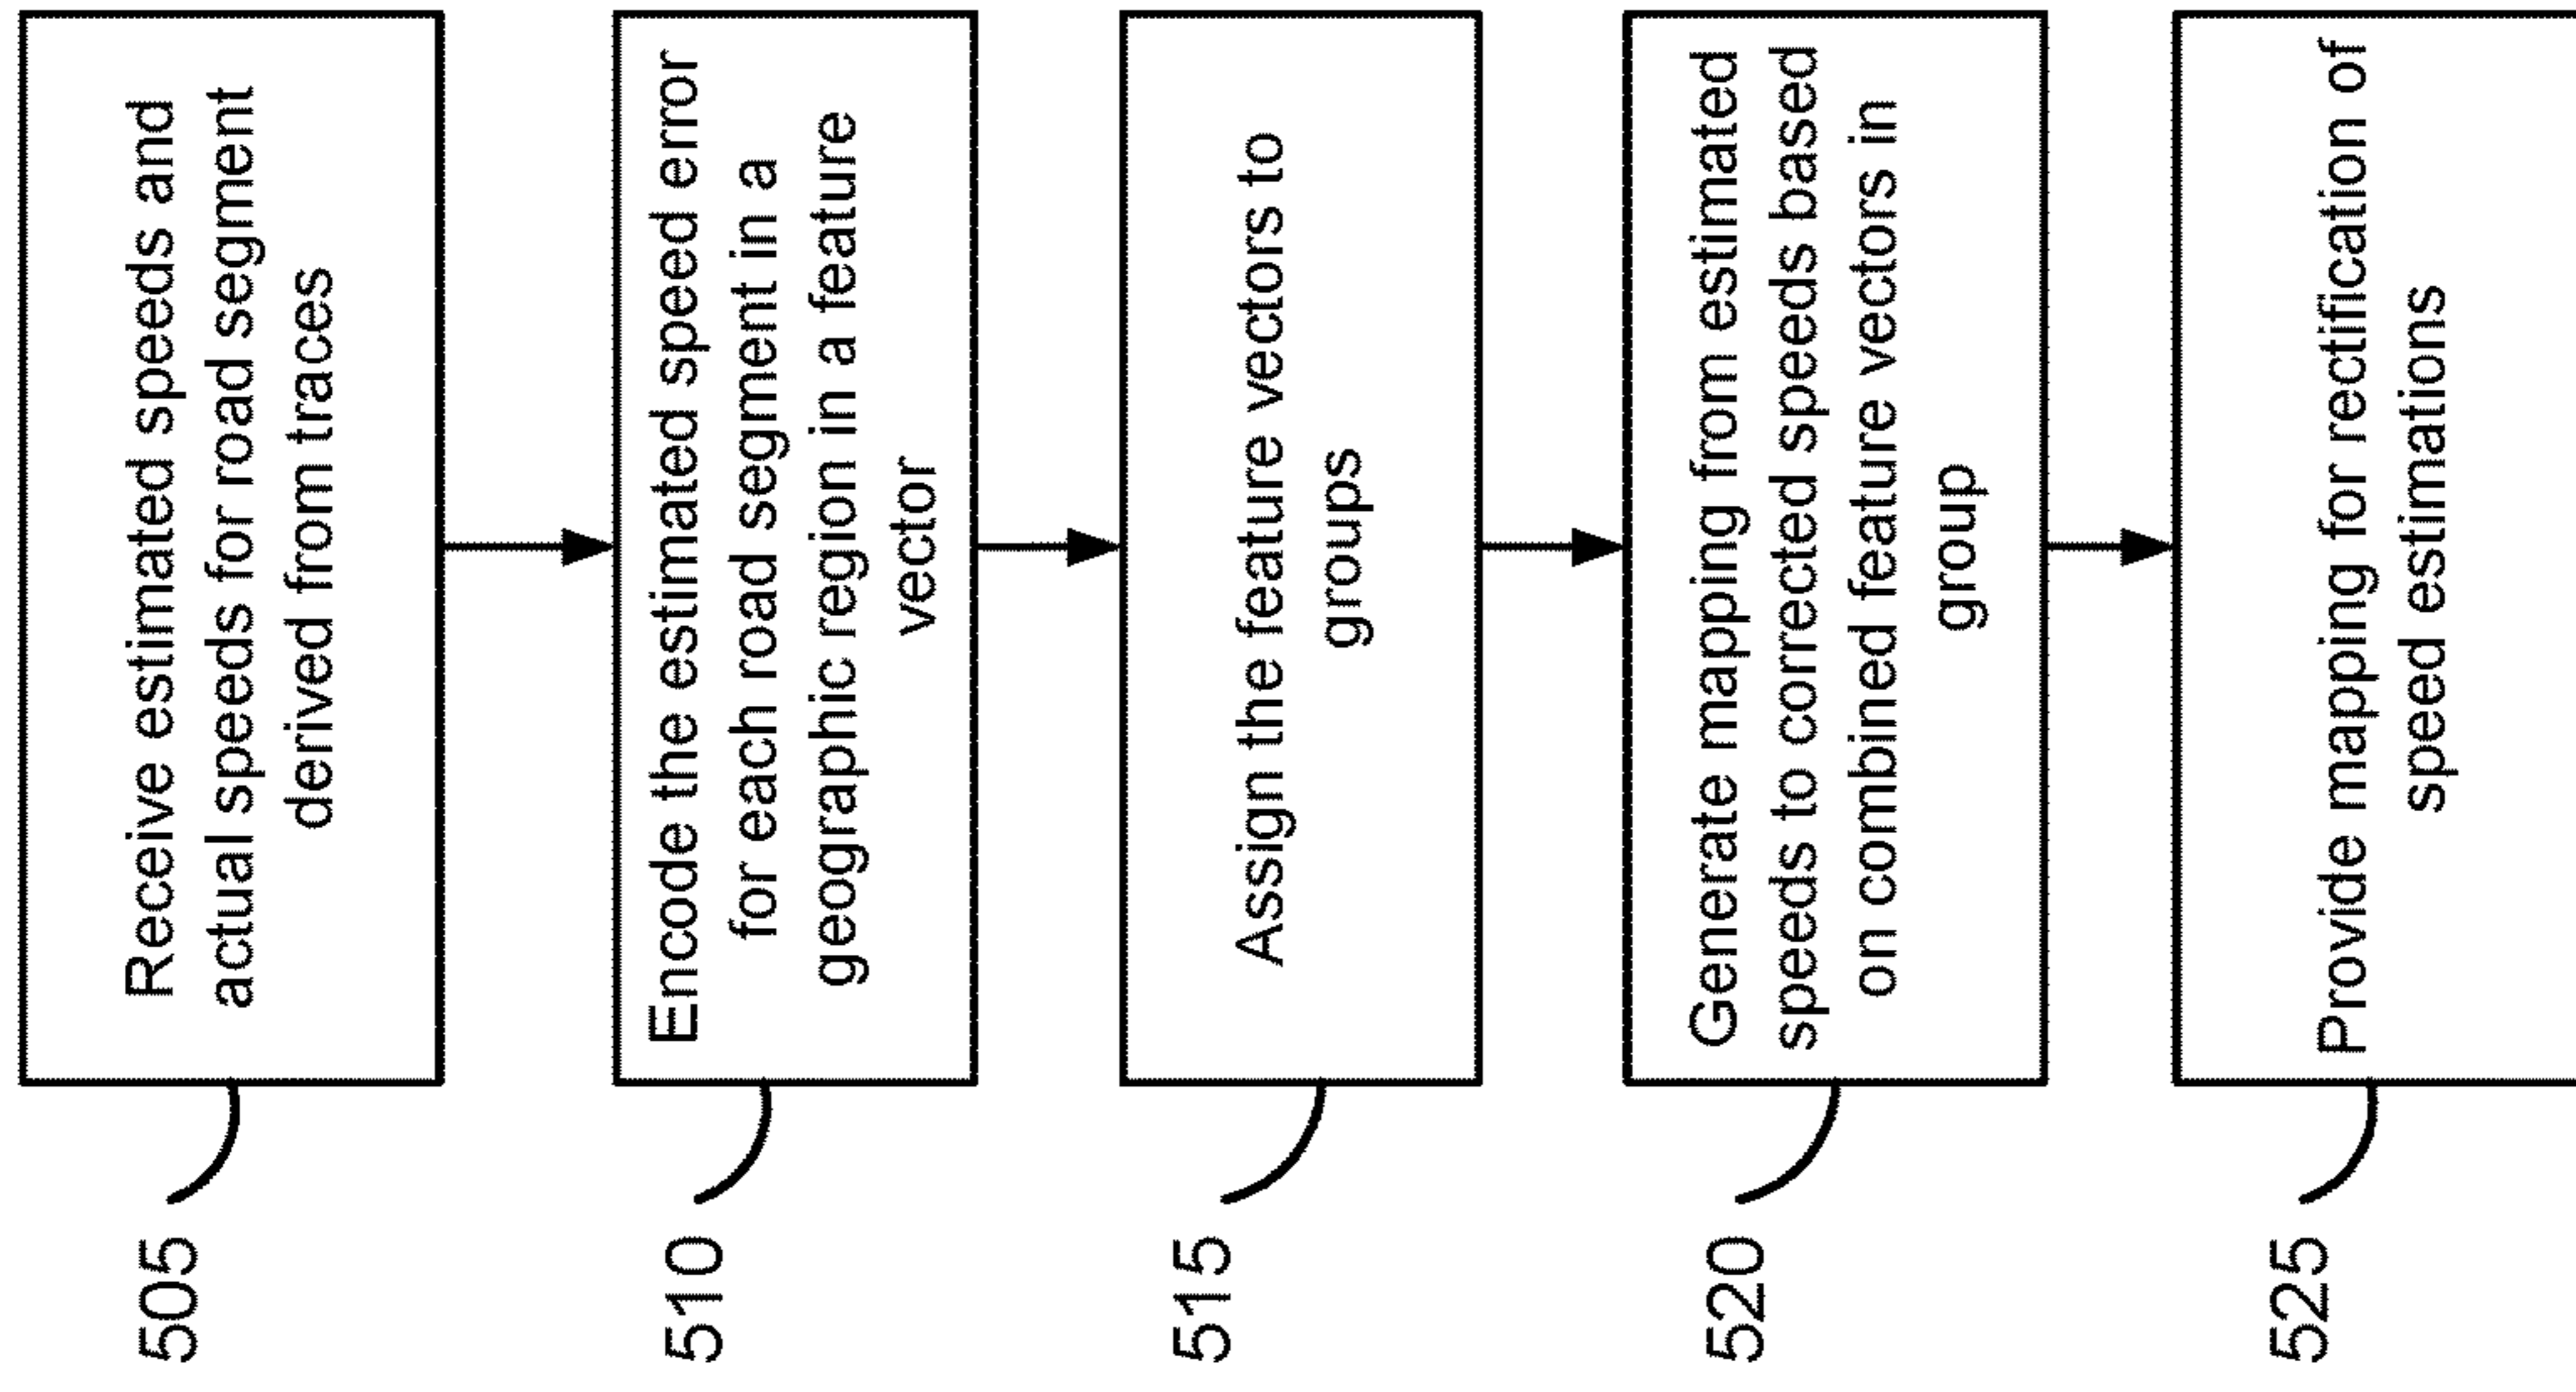 505
Receive estimated speeds and
actual speeds for road segment
derived from traces
510
Encode the estimated speed error
for each road segment in a
geographic region in a feature
vector
515
Assign the feature vectors to
groups
520
Generate mapping from estimated
speeds to corrected speeds based
on combined feature vectors in
group
525
Provide mapping for rectification of
speed estimations